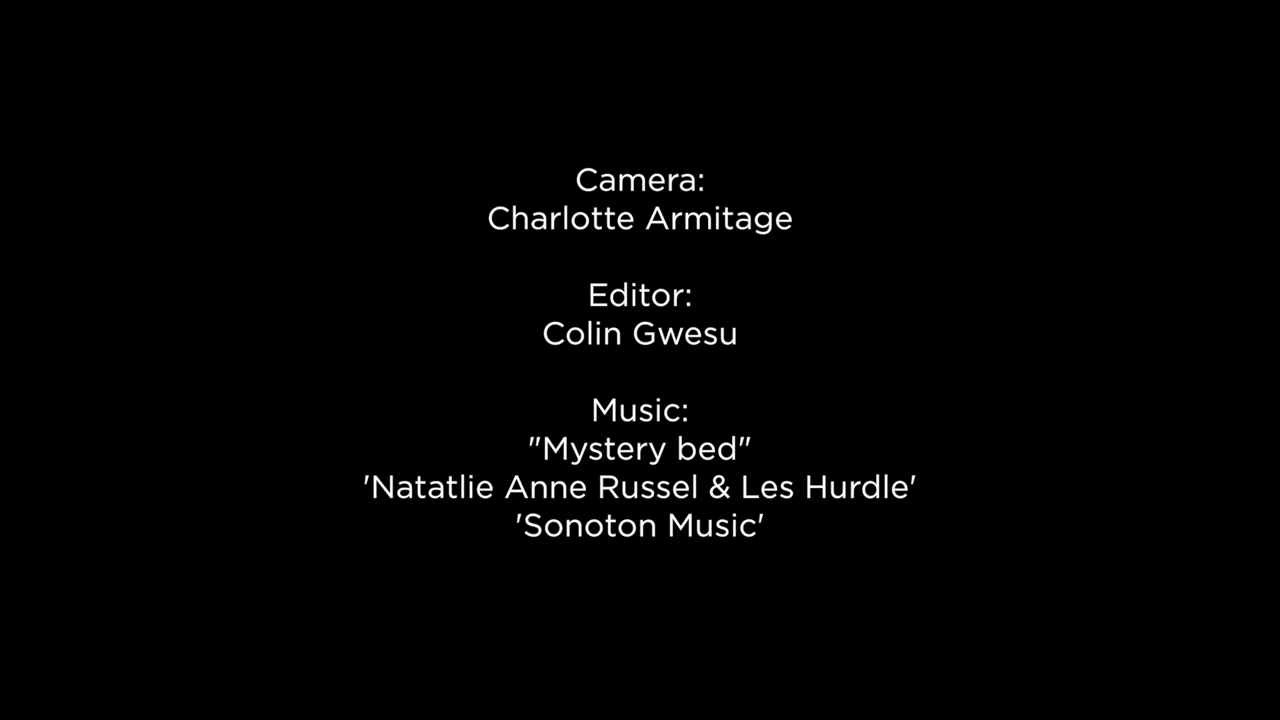 Camera:
Charlotte Armitage
Editor:
Colin Gwesu
Music:
"Mystery bed"
'Natatlie Anne Russel & Les Hurdle'
'Sonoton Music'